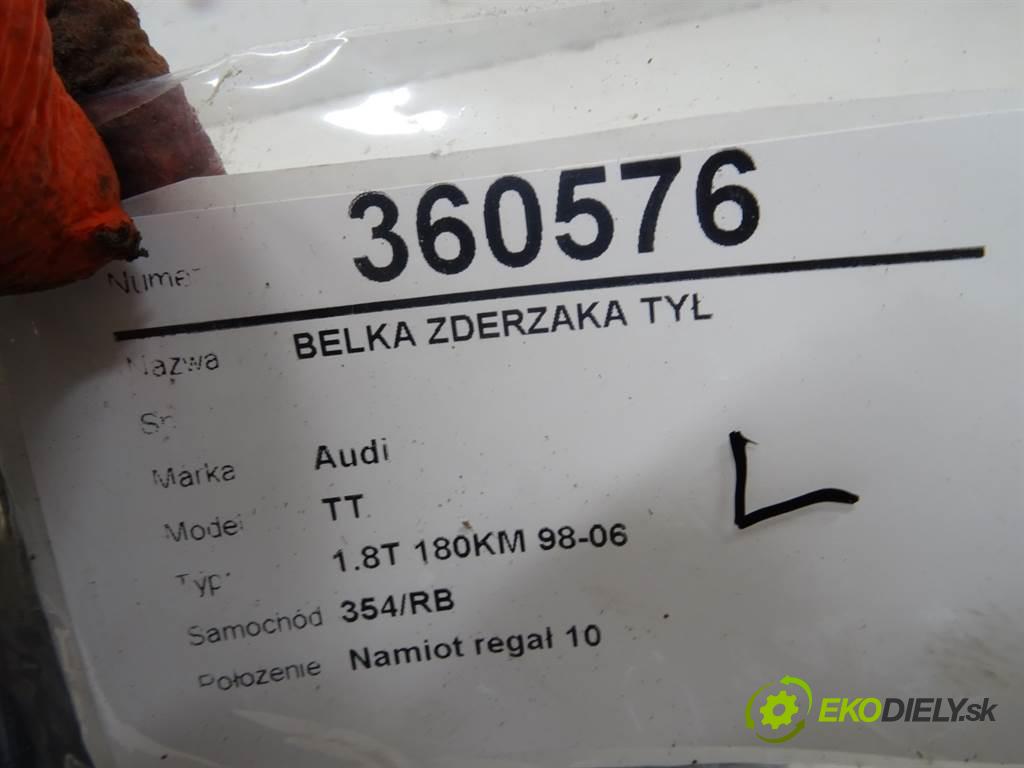 Numer 360576
Nazwa BELKA ZDERZAKA TYŁ
Marka Audi
Model TT
Typ 1.8T 180KM 98-06
Samochód 354/RB
Położenie Namiot regał 10
L
EKODIELY.sk